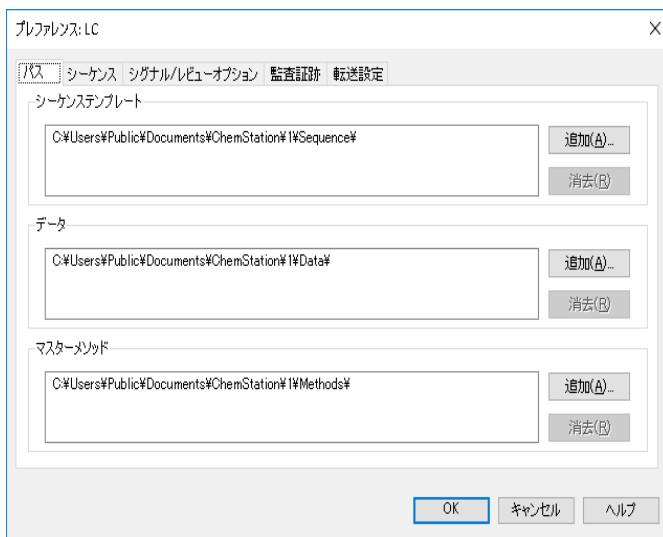 プレファレンス: LC
パス シーケンス シグナル/レビューオプション 監査証跡 転送設定
シーケンステンプレート
C:¥Users¥Public¥Documents¥ChemStation¥1¥Sequence¥
追加(A)...
消去(R)
データ
C:¥Users¥Public¥Documents¥ChemStation¥1¥Data¥
追加(A)...
消去(R)
マスターメソッド
C:¥Users¥Public¥Documents¥ChemStation¥1¥Methods¥
追加(A)...
消去(R)
OK キャンセル ヘルプ